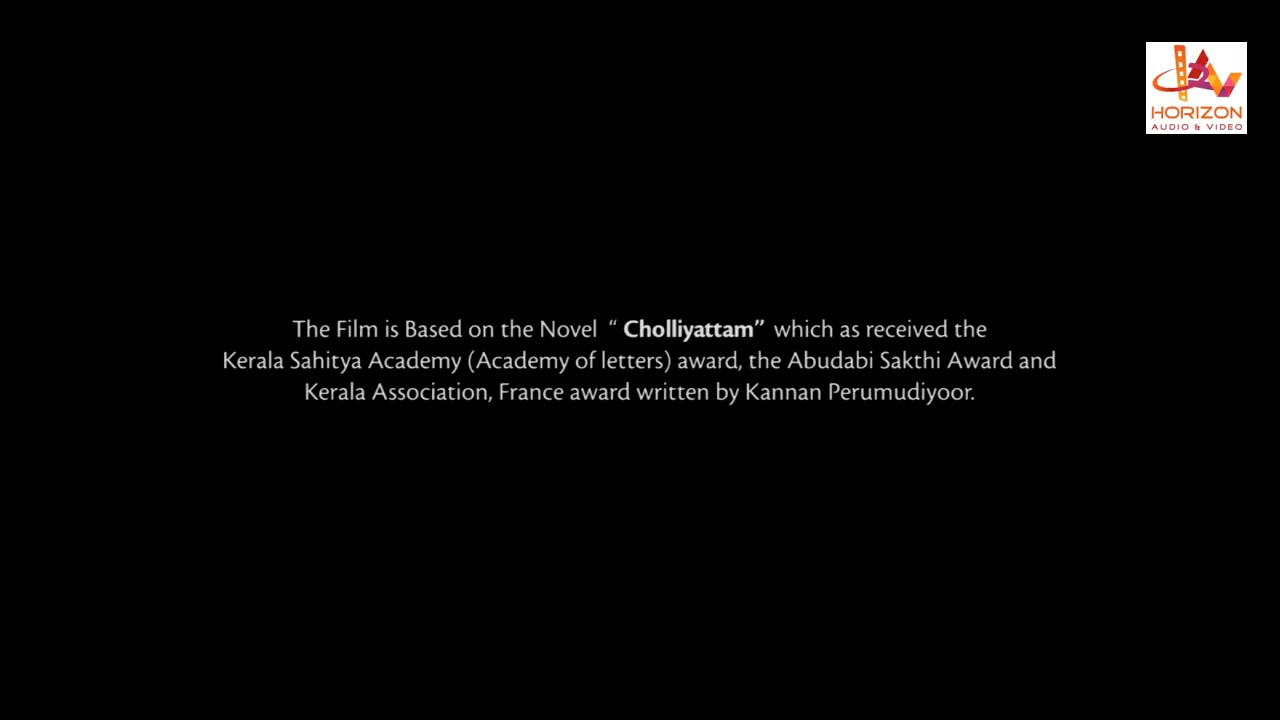 HORIZON
AUDIO & VIDEO
The Film is Based on the Novel “ Cholliyattam” which as received the
Kerala Sahitya Academy (Academy of letters) award, the Abudabi Sakthi Award and
Kerala Association, France award written by Kannan Perumudiyoor.